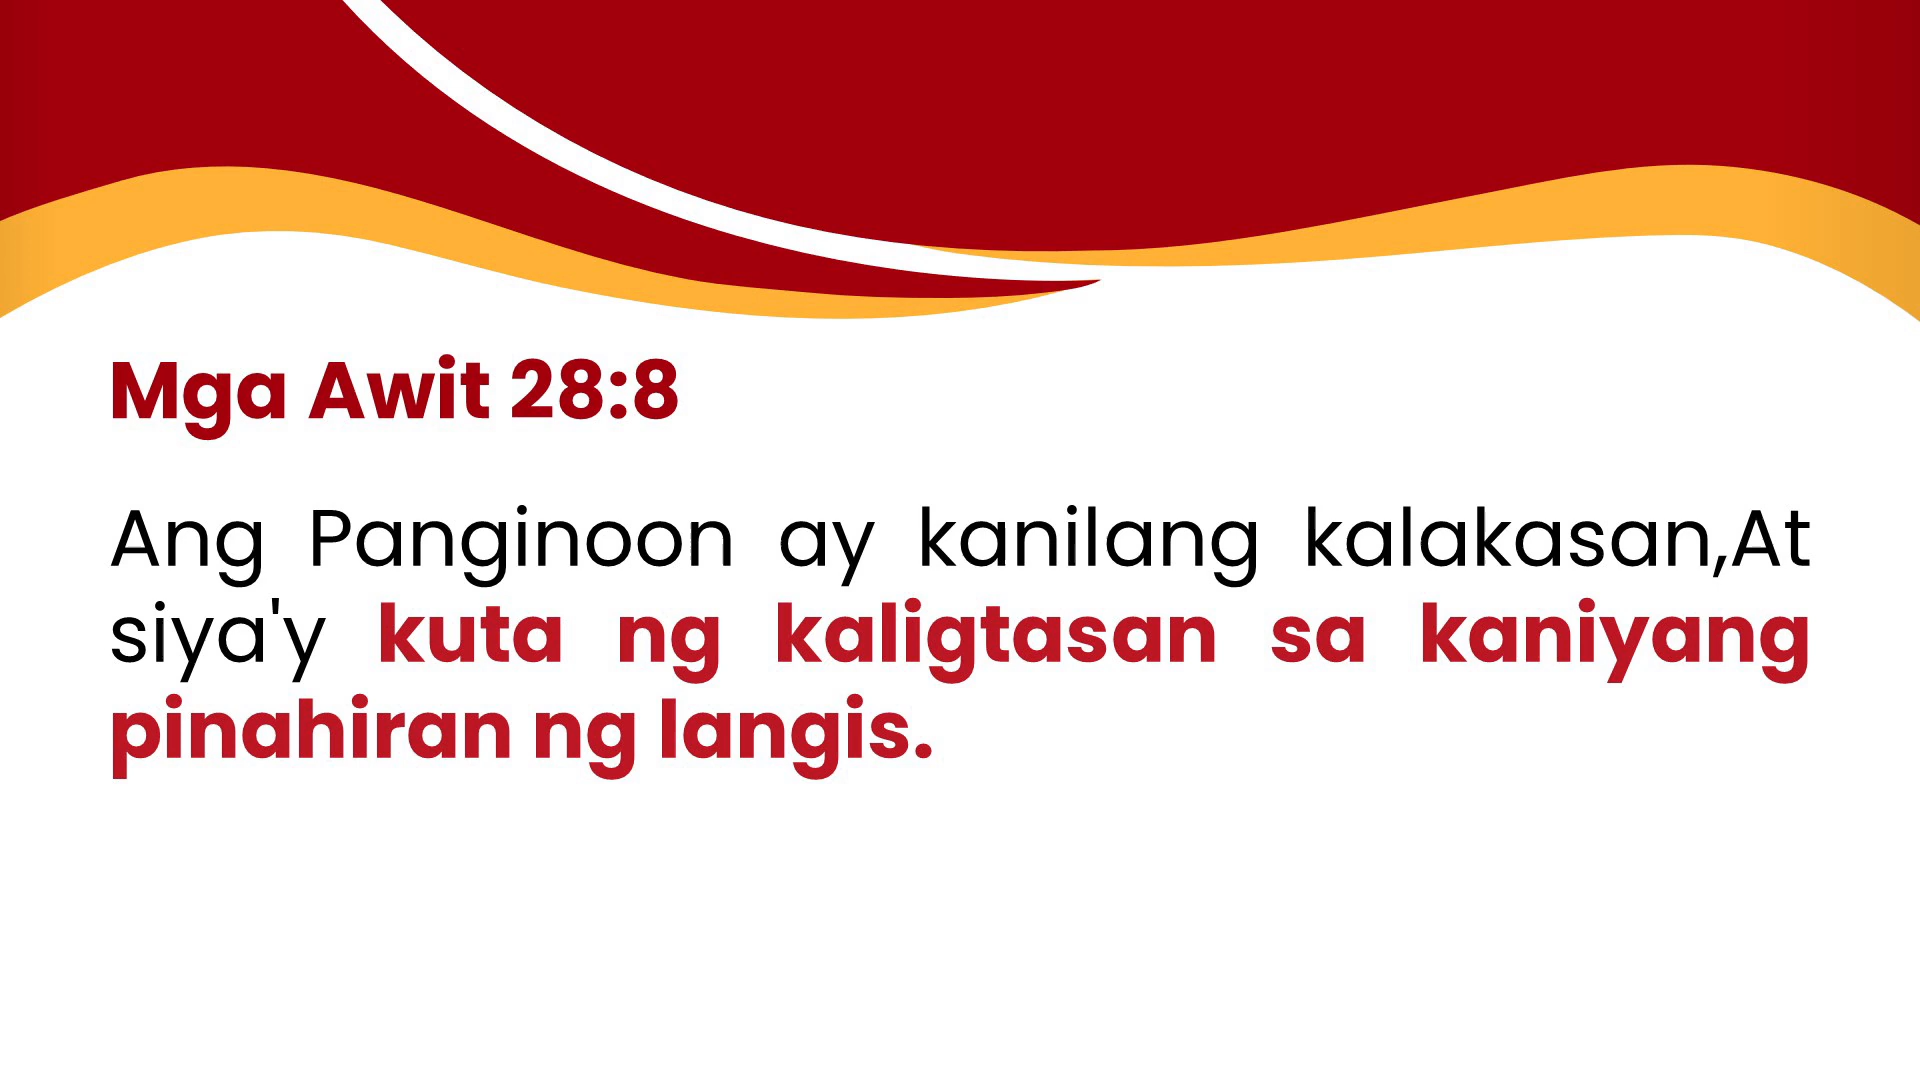 Mga Awit 28:8
Ang Panginoon ay kanilang kalakasan,At
siya'y kuta ng kaligtasan sa kaniyang
pinahiran ng langis.